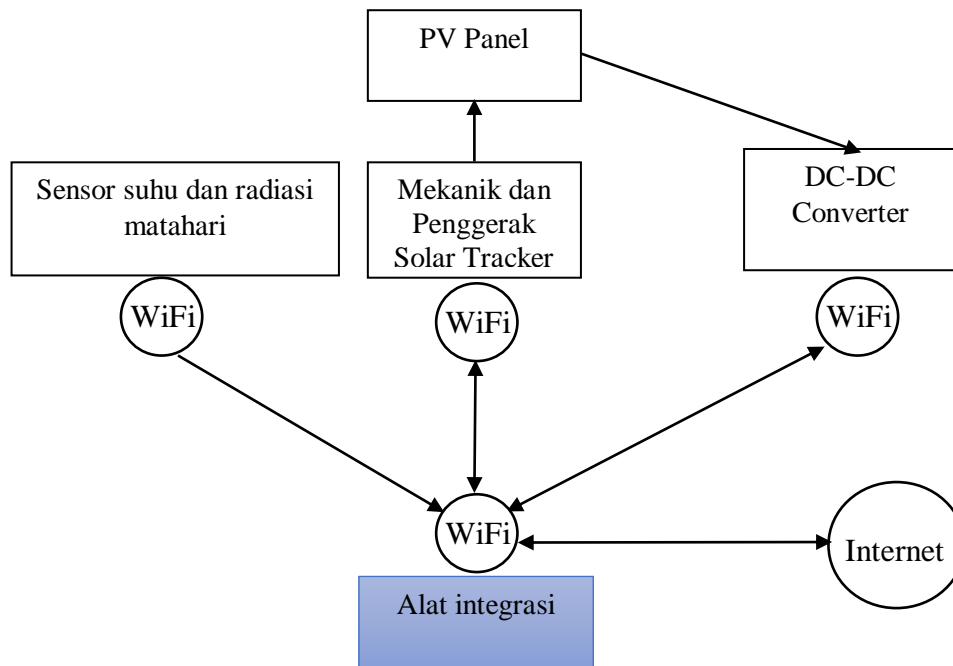 PV Panel
Sensor suhu dan radiasi
matahari
Mekanik dan
Penggerak
Solar Tracker
DC-DC
Converter
WiFi
WiFi
WiFi
WiFi
Internet
Alat integrasi